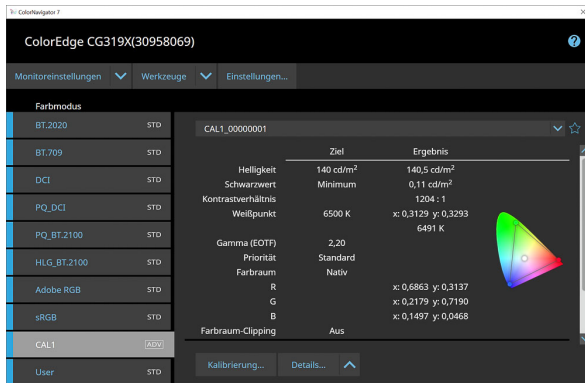 ColorNavigator 7
ColorEdge CG319X(30958069)
Monitoreinstellungen Werkzeuge Einstellungen...
Farbmodus
BT.2020 STD
BT.709 STD
DCI STD
PQ_DCI STD
PQ_BT.2100 STD
HLG_BT.2100 STD
Adobe RGB STD
sRGB STD
CAL1 ADV
User STD
CAL1_00000001
Ziel Ergebnis
Helligkeit 140 cd/m² 140,5 cd/m²
Schwarzwert Minimum 0,11 cd/m²
Kontrastverhältnis 1204 : 1
Weißpunkt 6500 K x: 0,3129 y: 0,3293
6491 K
Gamma (EOTF) 2,20
Priorität Standard
Farbraum Nativ
R x: 0,6863 y: 0,3137
G x: 0,2179 y: 0,7190
B x: 0,1497 y: 0,0468
Farbraum-Clipping Aus
Kalibrierung... Details...